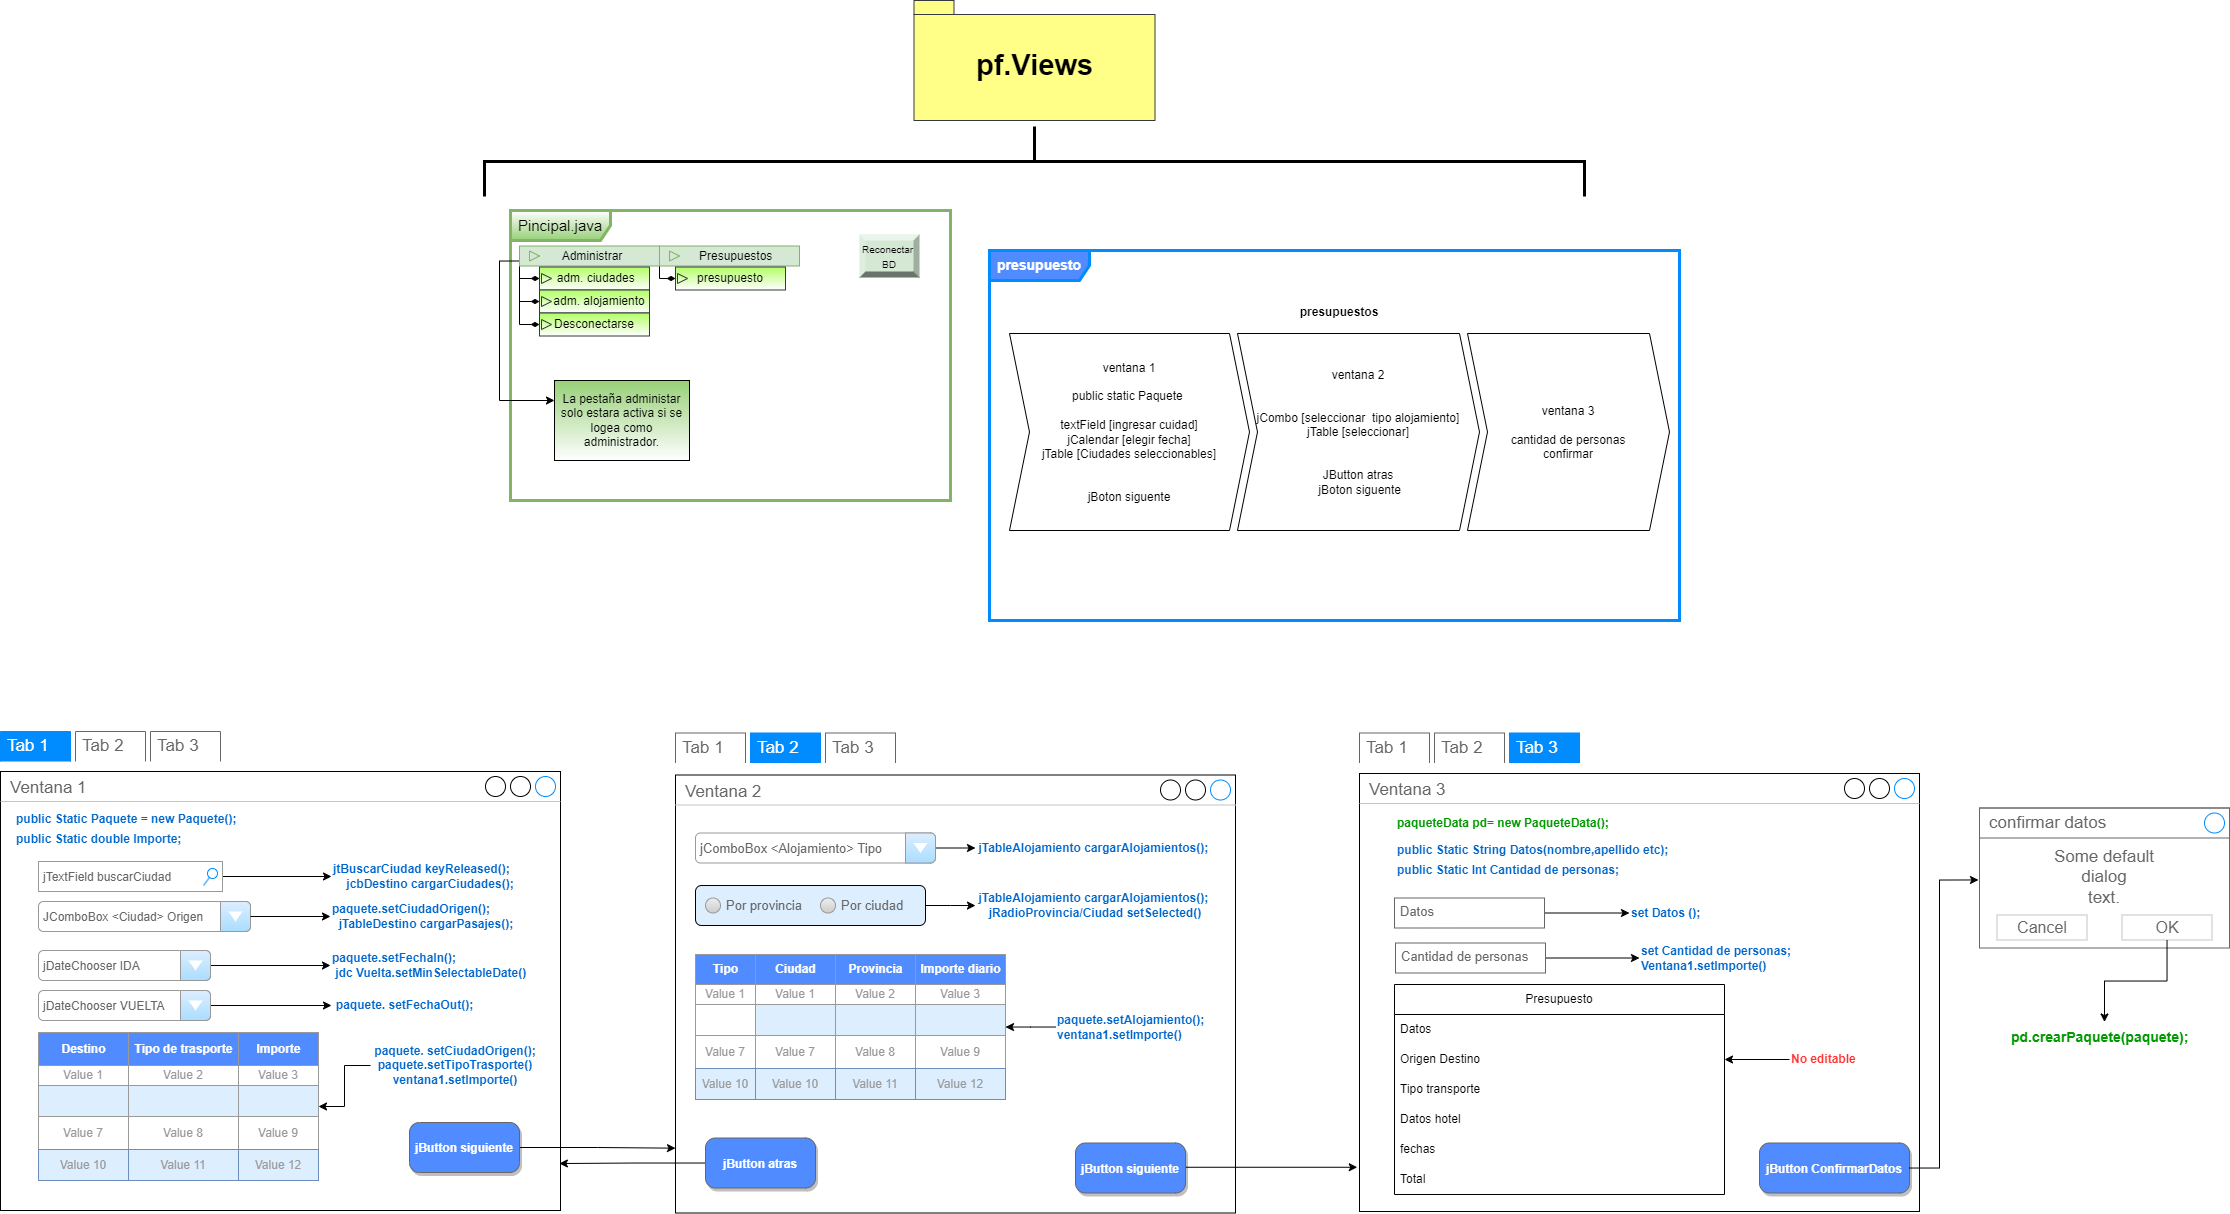 pf.Views
Pincipal.java
Administrar
Presupuestos
adm. ciudades
presupuesto
adm. alojamiento
Desconectarse
Reconectar
BD
La pestaña administar
solo estara activa si se
logea como
administrador.
presupuesto
presupuestos
ventana 1
public static Paquete
textField [ingresar cuidad]
jCalendar [elegir fecha]
jTable [Ciudades seleccionables]
jBoton siguente
ventana 2
jCombo [seleccionar tipo alojamiento]
jTable [seleccionar]
JButton atras
jBoton siguente
ventana 3
cantidad de personas
confirmar
Tab 1 Tab 2 Tab 3
Ventana 1
public Static Paquete = new Paquete();
public Static double Importe;
jTextField buscarCiudad
jtBuscarCiudad keyReleased();
jcbDestino cargarCiudades();
JComboBox <Ciudad> Origen
paquete.setCiudadOrigen();
jTableDestino cargarPasajes();
jDateChooser IDA
paquete.setFechaIn();
jdc Vuelta.setMinSelectableDate()
jDateChooser VUELTA
paquete. setFechaOut();
Destino Tipo de trasporte Importe
Value 1 Value 2 Value 3
Value 7 Value 8 Value 9
Value 10 Value 11 Value 12
paquete. setCiudadOrigen();
paquete.setTipoTrasporte()
ventana1.setImporte()
jButton siguiente
Tab 1 Tab 2 Tab 3
Ventana 2
jComboBox <Alojamiento> Tipo
jTableAlojamiento cargarAlojamientos();
Por provincia Por ciudad
jTableAlojamiento cargarAlojamientos();
jRadioProvincia/Ciudad setSelected()
Tipo Ciudad Provincia Importe diario
Value 1 Value 1 Value 2 Value 3
Value 7 Value 7 Value 8 Value 9
Value 10 Value 10 Value 11 Value 12
paquete.setAlojamiento();
ventana1.setImporte()
jButton atras
jButton siguiente
Tab 1 Tab 2 Tab 3
Ventana 3
paqueteData pd= new PaqueteData();
public Static String Datos(nombre,apellido etc);
public Static Int Cantidad de personas;
Datos
set Datos ();
Cantidad de personas
set Cantidad de personas;
Ventana1.setImporte()
Presupuesto
Datos
Origen Destino
Tipo transporte
Datos hotel
fechas
Total
No editable
jButton ConfirmarDatos
confirmar datos
Some default
dialog
text.
Cancel OK
pd.crearPaquete(paquete);